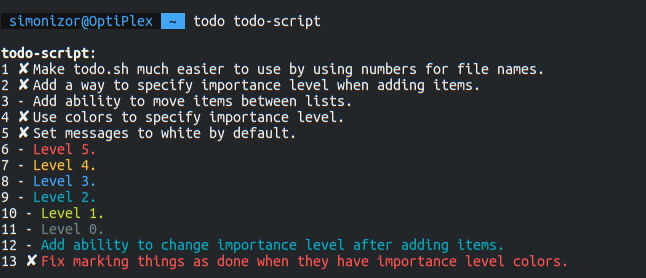 simonizor@OptiPlex ~ todo todo-script
todo-script:
1 ✘ Make todo.sh much easier to use by using numbers for file names.
2 ✘ Add a way to specify importance level when adding items.
3 - Add ability to move items between lists.
4 ✘ Use colors to specify importance level.
5 ✘ Set messages to white by default.
6 - Level 5.
7 - Level 4.
8 - Level 3.
9 - Level 2.
10 - Level 1.
11 - Level 0.
12 - Add ability to change importance level after adding items.
13 ✘ Fix marking things as done when they have importance level colors.